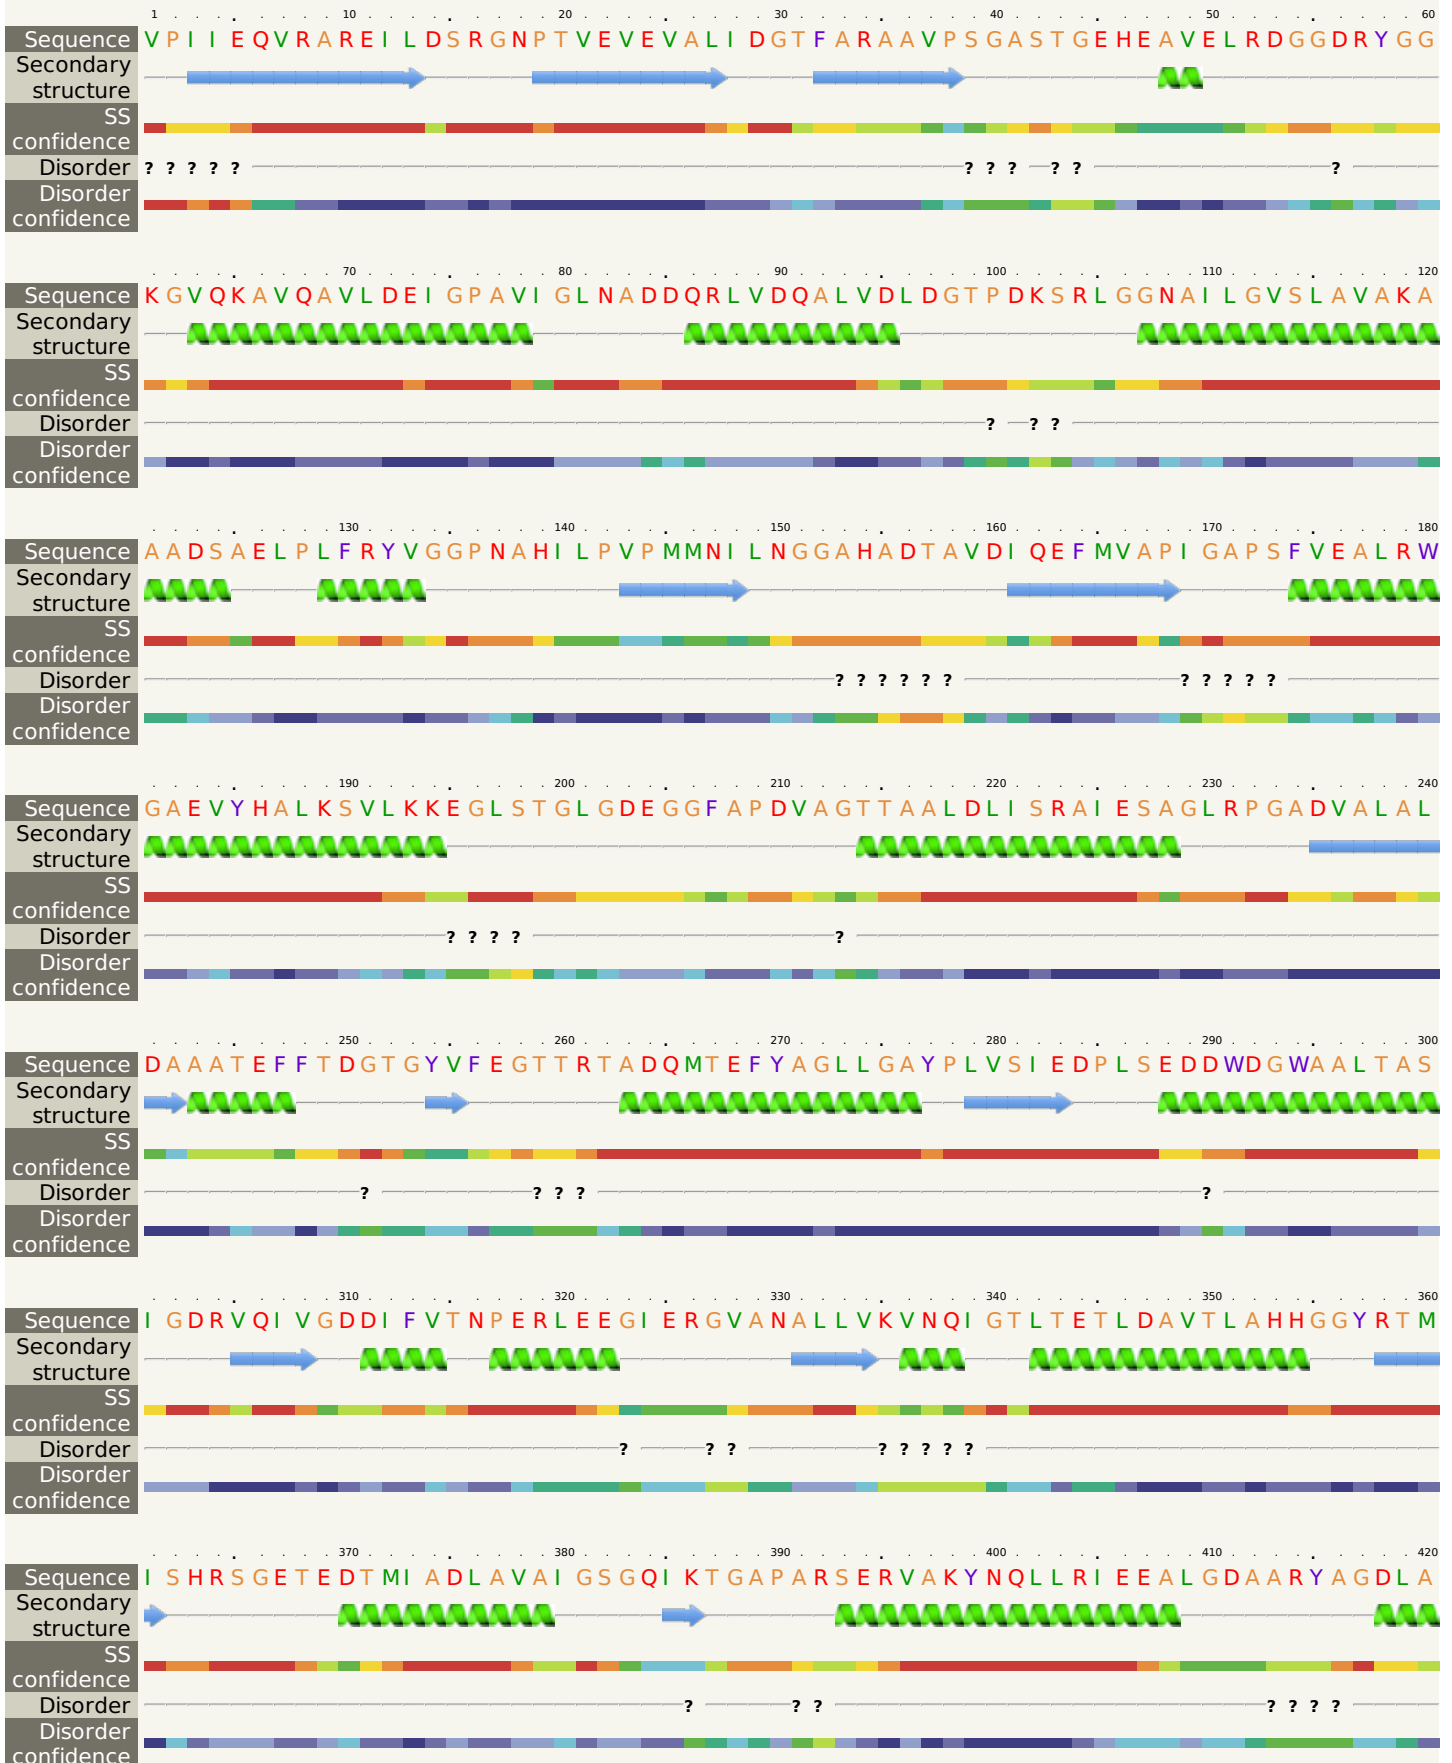 1 10 20 30 40 50 60
Sequence VPIIEQVRAREILDSRGNPTVEVEVALIDGTFARAAVPSGASTGEHEAVELRDGGDRYGG
Secondary
structure
SS
confidence
Disorder ? ? ? ? ? ? ? ? ? ? ?
Disorder
confidence
70 80 90 100 110 120
Sequence KGVQKAVQAVLDEIGPAVIGLNADDQRLVDQALVDLDGTPDKSRLGGNAILGVSLAVAKA
Secondary
structure
SS
confidence
Disorder ? ? ?
Disorder
confidence
130 140 150 160 170 180
Sequence AADSAELPLFRYVGGPNAHILPVPMMNILNGGAHADTAVDIQEFMVAPIGAPSFVEALRW
Secondary
structure
SS
confidence
Disorder ? ? ? ? ? ? ? ? ? ? ?
Disorder
confidence
190 200 210 220 230 240
Sequence GAEVYHALKSVLKKEGLSTGLGDEGGFAPDVAGTTAALDLISRAIESAGLRPGADVALAL
Secondary
structure
SS
confidence
Disorder ? ? ? ? ?
Disorder
confidence
250 260 270 280 290 300
Sequence DAAATEFFTDGTGYVFEGTTRTADQMTEFYAGLLGAYPLVSIEDPLSEDDWDGWAALTAS
Secondary
structure
SS
confidence
Disorder ? ? ? ? ?
Disorder
confidence
310 320 330 340 350 360
Sequence IGDRVQIVGDDIFVTNPERLEEGIERGVANALLVKVNQIGTLTETLDAVTLAHHGGYRTM
Secondary
structure
SS
confidence
Disorder ? ? ? ? ? ? ? ?
Disorder
confidence
370 380 390 400 410 420
Sequence ISHRSGETEDTMIADLAVAIGSGQIKTGAPARSERVAKYNQLLRIEEALGDAARYAGDLA
Secondary
structure
SS
confidence
Disorder ? ? ? ? ? ? ?
Disorder
confidence